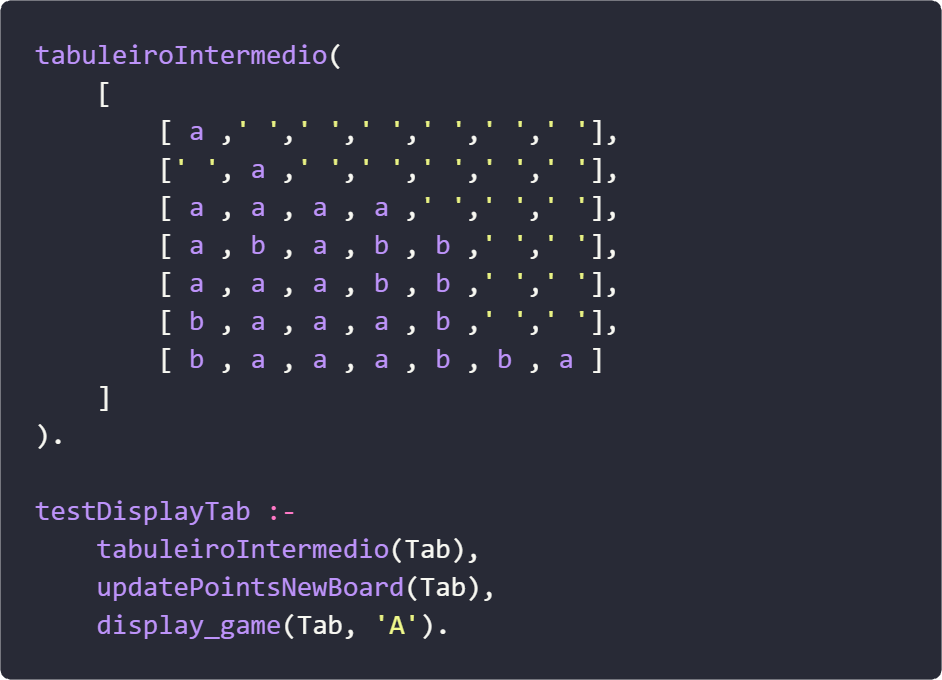 tabuleiroIntermedio(
    [
        [ a ,' ',' ',' ',' ',' ',' '],
        [' ', a ,' ',' ',' ',' ',' '],
        [ a , a , a , a ,' ',' ',' '],
        [ a , b , a , b , b ,' ',' '],
        [ a , a , a , b , b ,' ',' '],
        [ b , a , a , a , b ,' ',' '],
        [ b , a , a , a , b , b , a ]
    ]
).

testDisplayTab :-
    tabuleiroIntermedio(Tab),
    updatePointsNewBoard(Tab),
    display_game(Tab, 'A').